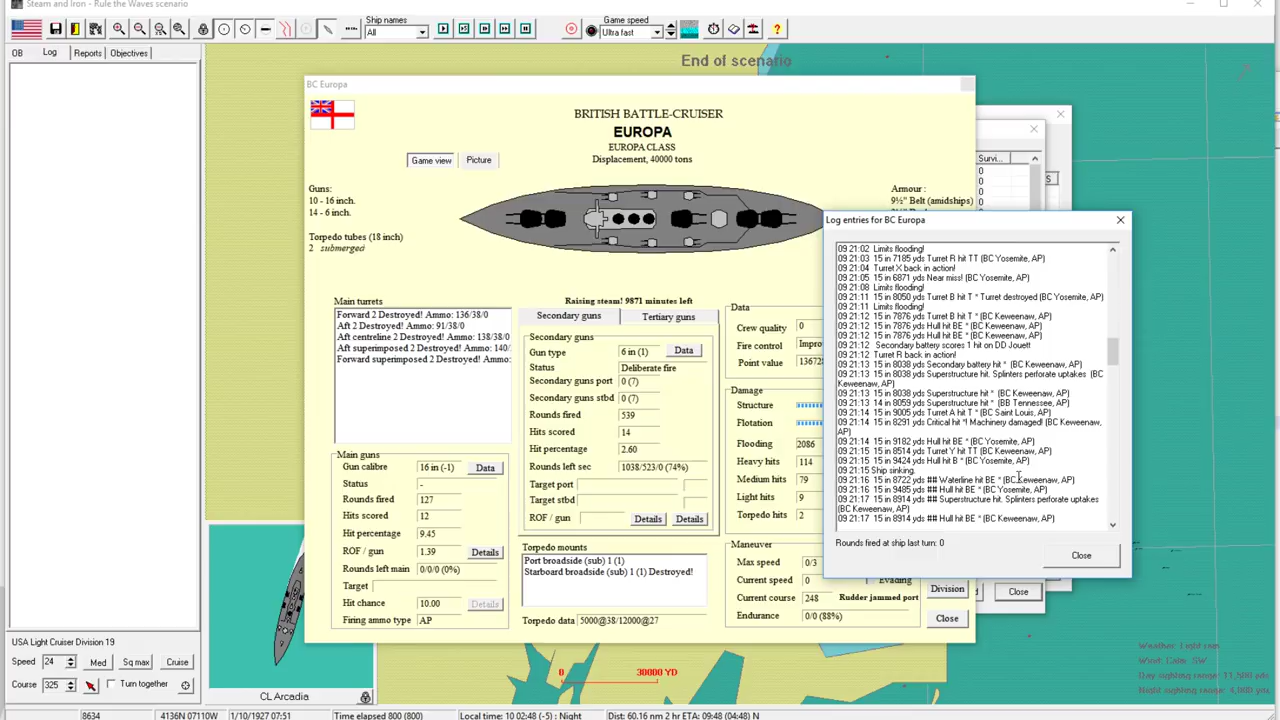 Steam and Iron - Rule the Waves scenario
Ship names
All
Game speed
Ultra fast
OB Log Reports Objectives
End of scenario
BC Europa
BRITISH BATTLE-CRUISER
EUROPA
EUROPA CLASS
Displacement, 40000 tons
Game view Picture
Guns:
10 - 16 inch.
14 - 6 inch.
Torpedo tubes (18 inch)
2 submerged
Armour :
9½" Belt (amidships)
Survi...
0
0
0
0
S
Main turrets
Forward 2 Destroyed! Ammo: 136/38/0
Aft 2 Destroyed! Ammo: 91/38/0
Aft centreline 2 Destroyed! Ammo: 138/38/0
Aft superimposed 2 Destroyed! Ammo: 140/
Forward superimposed 2 Destroyed! Ammo:
Main guns
Gun calibre 16 in (-1) Data
Status -
Rounds fired 127
Hits scored 12
Hit percentage 9.45
ROF / gun 1.39 Details
Rounds left main 0/0/0 (0%)
Target
Hit chance 10.00 Details
Firing ammo type AP
Raising steam! 9871 minutes left
Secondary guns Tertiary guns
Secondary guns
Gun type 6 in (1) Data
Status Deliberate fire
Secondary guns port 0 (7)
Secondary guns stbd 0 (7)
Rounds fired 539
Hits scored 14
Hit percentage 2.60
Rounds left sec 1038/523/0 (74%)
Target port
Target stbd
ROF / gun Details Details
Torpedo mounts
Port broadside (sub) 1 (1)
Starboard broadside (sub) 1 (1) Destroyed!
Torpedo data 5000@38/12000@27
Data
Crew quality 0
Fire control Impro
Point value 136728
Damage
Structure
Flotation
Flooding 2086
Heavy hits 114
Medium hits 79
Light hits 9
Torpedo hits 2
Maneuver
Max speed 0/3
Current speed 0 Evading
Current course 248 Rudder jammed port
Endurance 0/0 (88%)
Division
Close
Log entries for BC Europa
09 21:02 Limits flooding!
09 21:03 15 in 7185 yds Turret R hit TT (BC Yosemite, AP)
09 21:04 Turret X back in action!
09 21:05 15 in 6871 yds Near miss! (BC Yosemite, AP)
09 21:08 Limits flooding!
09 21:11 15 in 8050 yds Turret B hit T * Turret destroyed (BC Yosemite, AP)
09 21:11 Limits flooding!
09 21:12 15 in 7876 yds Turret B hit T * (BC Keweenaw, AP)
09 21:12 15 in 7876 yds Hull hit BE * (BC Keweenaw, AP)
09 21:12 15 in 7876 yds Hull hit BE * (BC Keweenaw, AP)
09 21:12 Secondary battery scores 1 hit on DD Jouett
09 21:12 Turret R back in action!
09 21:13 15 in 8038 yds Secondary battery hit * (BC Keweenaw, AP)
09 21:13 15 in 8038 yds Superstructure hit. Splinters perforate uptakes (BC
Keweenaw, AP)
09 21:13 15 in 8038 yds Superstructure hit * (BC Keweenaw, AP)
09 21:13 14 in 8059 yds Superstructure hit * (BB Tennessee, AP)
09 21:14 15 in 9005 yds Turret A hit T * (BC Saint Louis, AP)
09 21:14 15 in 8291 yds Critical hit *! Machinery damaged! (BC Keweenaw,
AP)
09 21:14 15 in 9182 yds Hull hit BE * (BC Yosemite, AP)
09 21:15 15 in 8514 yds Turret Y hit TT (BC Keweenaw, AP)
09 21:15 15 in 9424 yds Hull hit B * (BC Yosemite, AP)
09 21:15 Ship sinking.
09 21:16 15 in 8722 yds ## Waterline hit BE * (BC Keweenaw, AP)
09 21:16 15 in 9485 yds ## Hull hit BE * (BC Yosemite, AP)
09 21:17 15 in 8914 yds ## Superstructure hit. Splinters perforate uptakes
(BC Keweenaw, AP)
09 21:17 15 in 8914 yds ## Hull hit BE * (BC Keweenaw, AP)
Rounds fired at ship last turn: 0
Close
Close
USA Light Cruiser Division 19
Speed 24 Med Sq max Cruise
Course 325 Turn together
CL Arcadia
0 30000 YD
Weather: Light rain
Wind: Calm SW
Day sighting range: 11,500 yds
Night sighting range: 4,000 yds
8634 4136N 07110W 1/10/1927 07:51 Time elapsed 800 (800) Local time: 10 02:48 (-5) : Night Dist: 60.16 nm 2 hr ETA: 09:48 (04:48) N